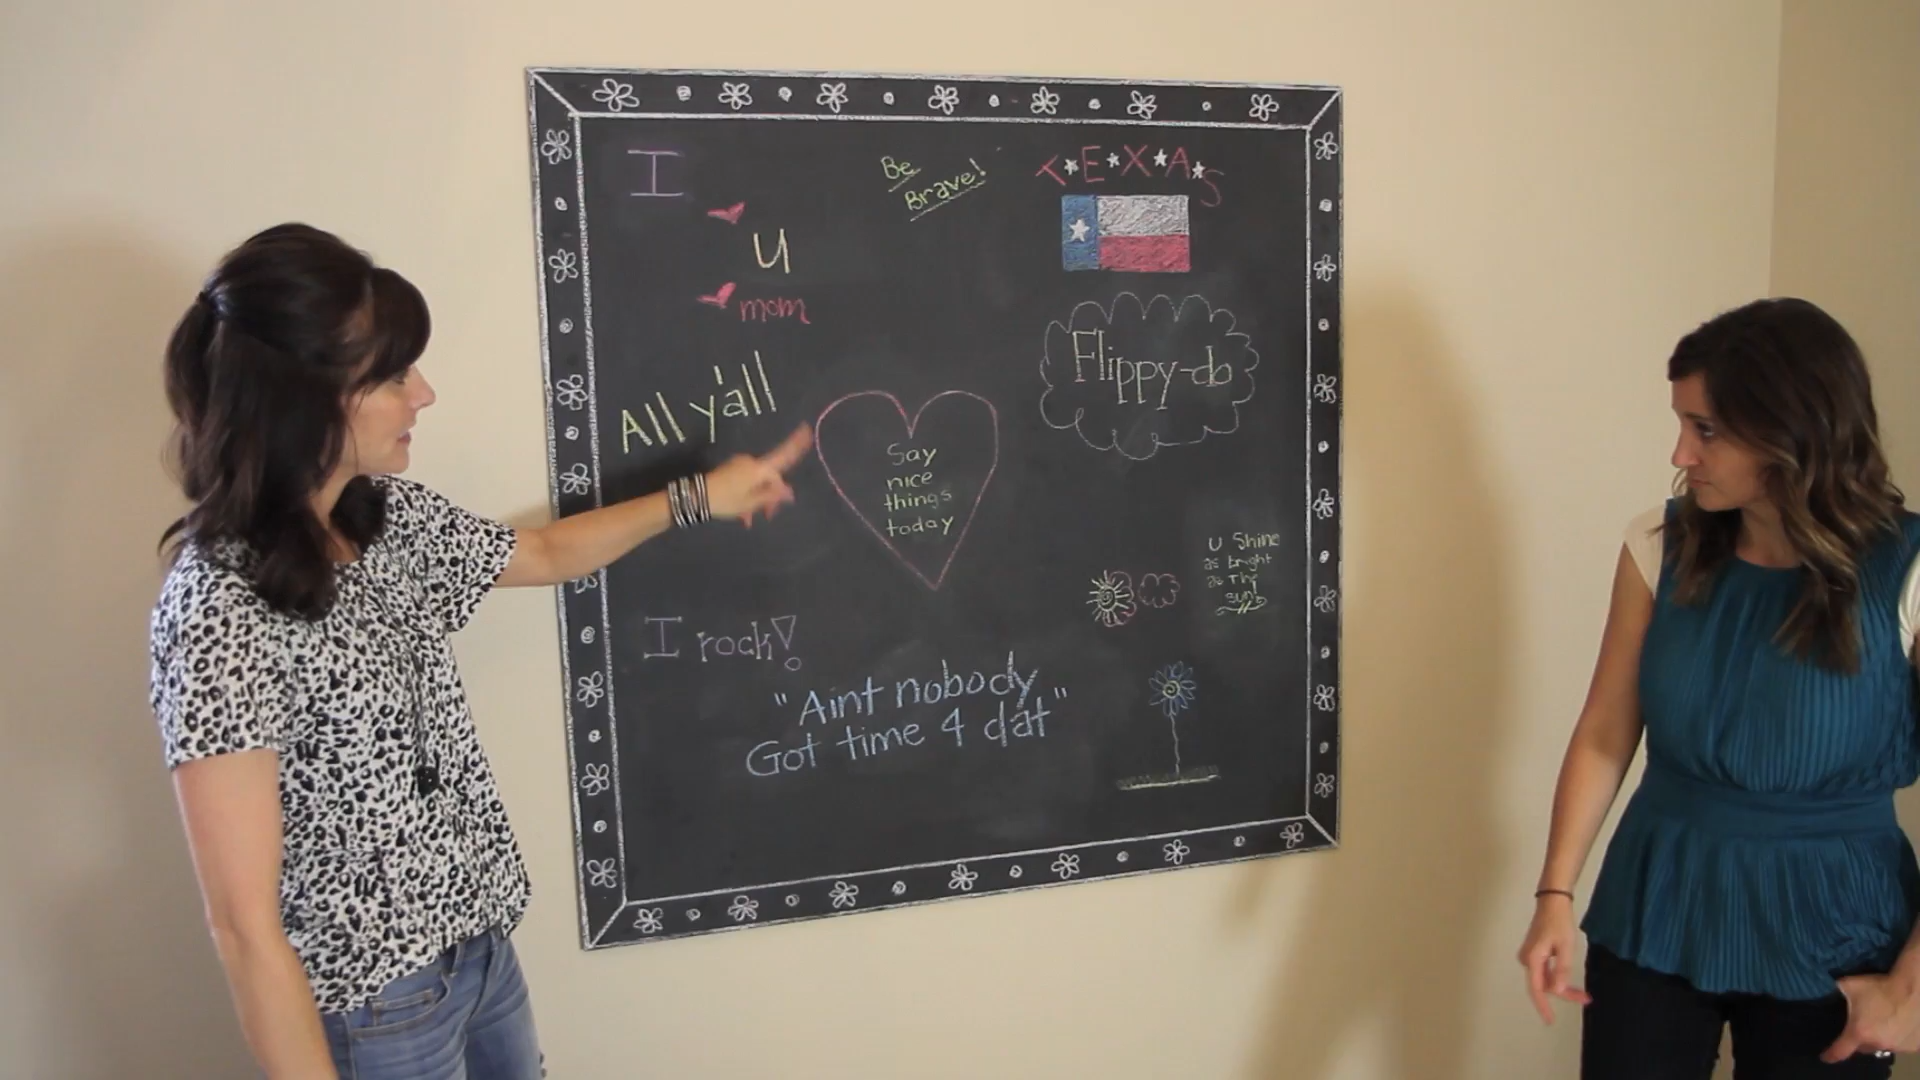 I
U
mom
Be
Brave!
TEXAS
All y'all
Flippy-do
Say
nice
things
today
U Shine
as bright
as The
sun!
I rock!
"Aint nobody
Got time 4 dat"